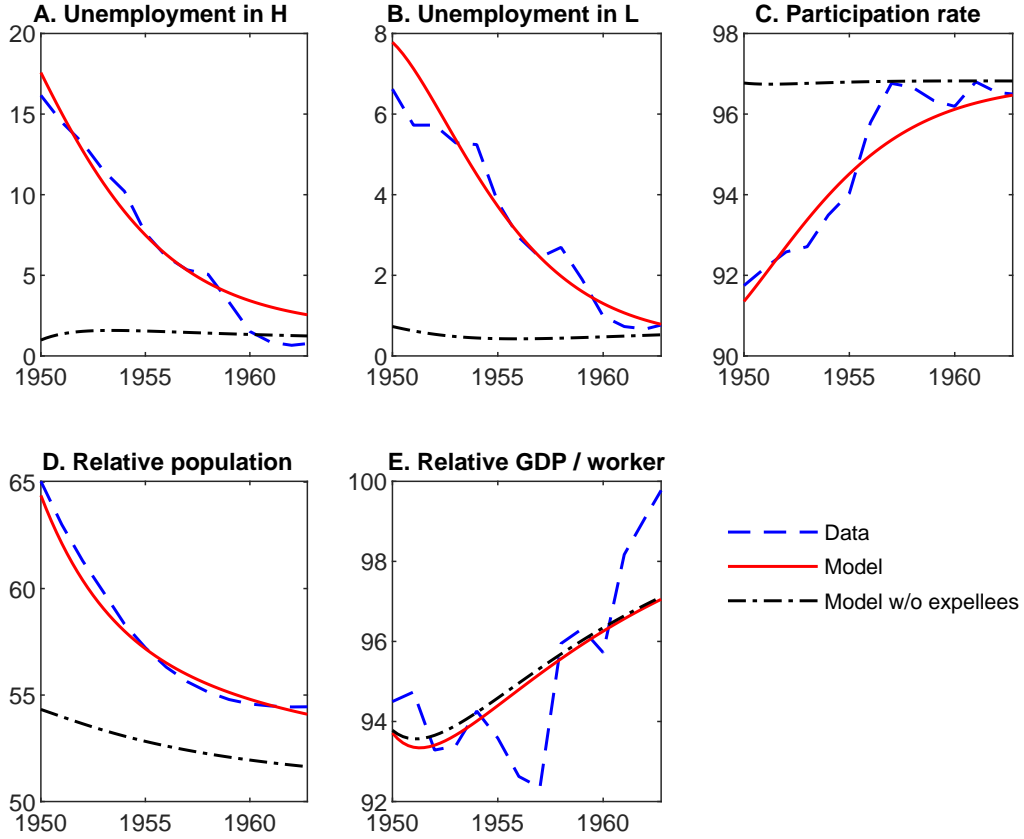 A. Unemployment in H
20
15
10
5
0
1950 1955 1960
B. Unemployment in L
8
6
4
2
0
1950 1955 1960
C. Participation rate
98
96
94
92
90
1950 1955 1960
D. Relative population
65
60
55
50
1950 1955 1960
E. Relative GDP / worker
100
98
96
94
92
1950 1955 1960
Data
Model
Model w/o expellees